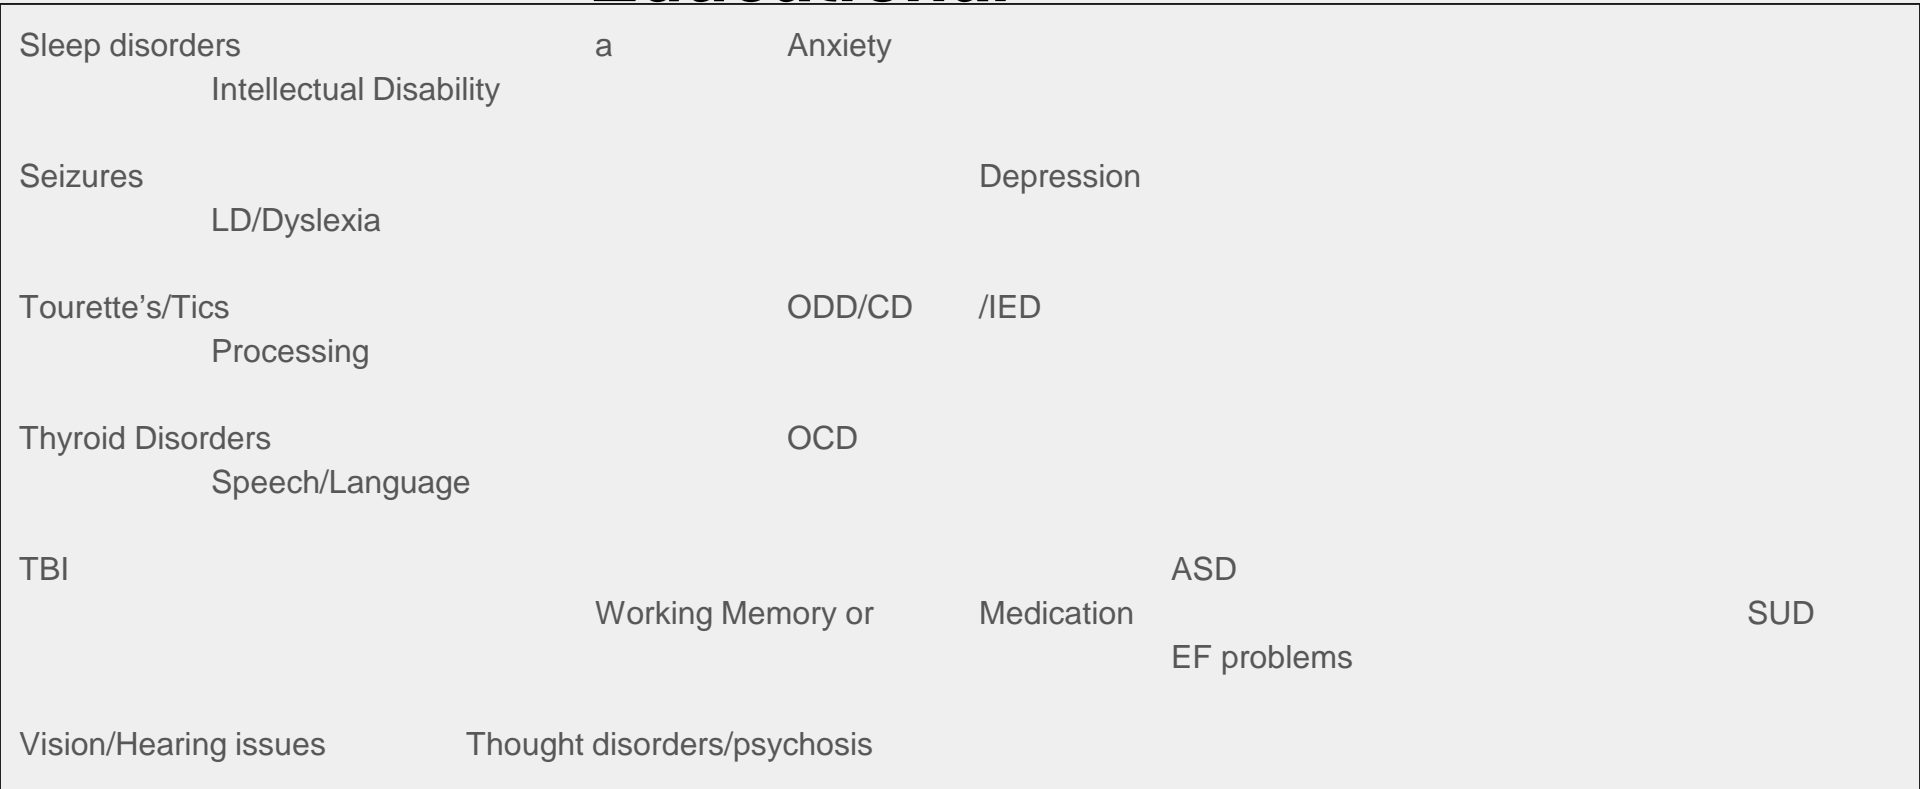 Sleep disorders a Anxiety
Intellectual Disability
Seizures Depression
LD/Dyslexia
Tourette’s/Tics ODD/CD /IED
Processing
Thyroid Disorders OCD
Speech/Language
TBI ASD
Working Memory or Medication SUD
EF problems
Vision/Hearing issues Thought disorders/psychosis